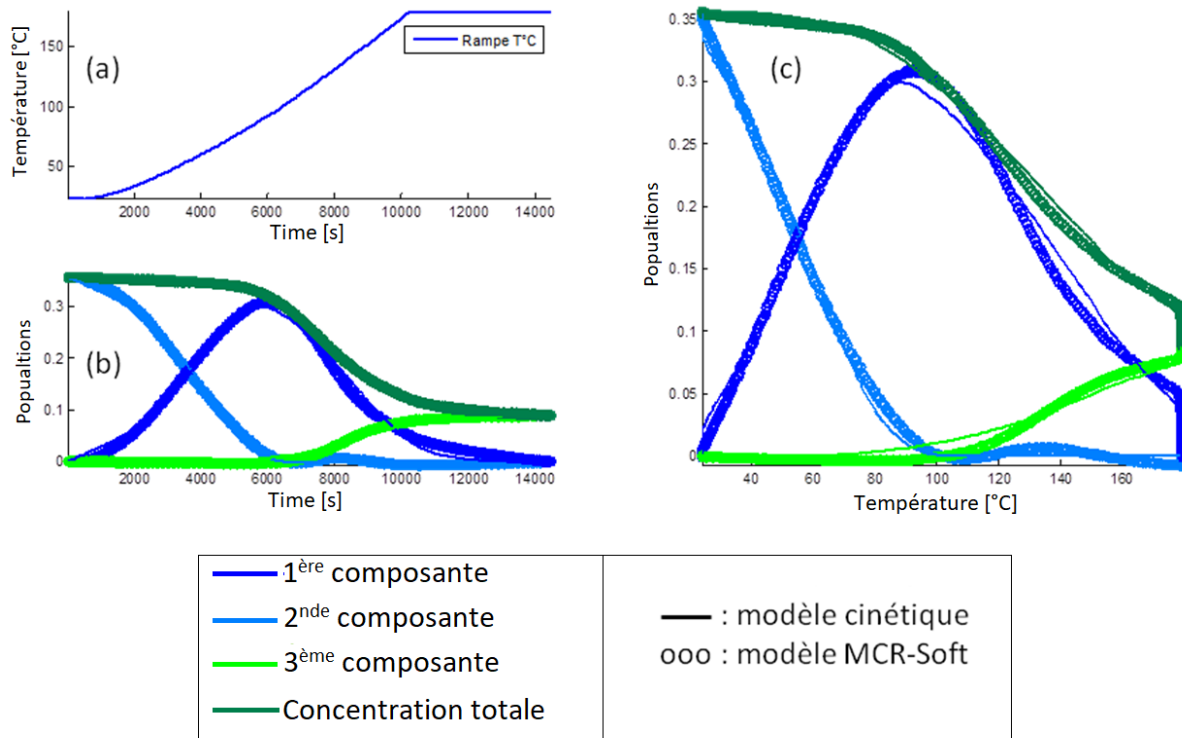 (a)
Rampe T°C
Température [°C]
150
100
50
2000 4000 6000 8000 10000 12000 14000
Time [s]
(b)
Popualtions
0.3
0.2
0.1
0
2000 4000 6000 8000 10000 12000 14000
Time [s]
(c)
Popualtions
0.35
0.3
0.25
0.2
0.15
0.1
0.05
0
40 60 80 100 120 140 160
Température [°C]
1ère composante
2nde composante
3ème composante
Concentration totale
: modèle cinétique
ooo : modèle MCR-Soft